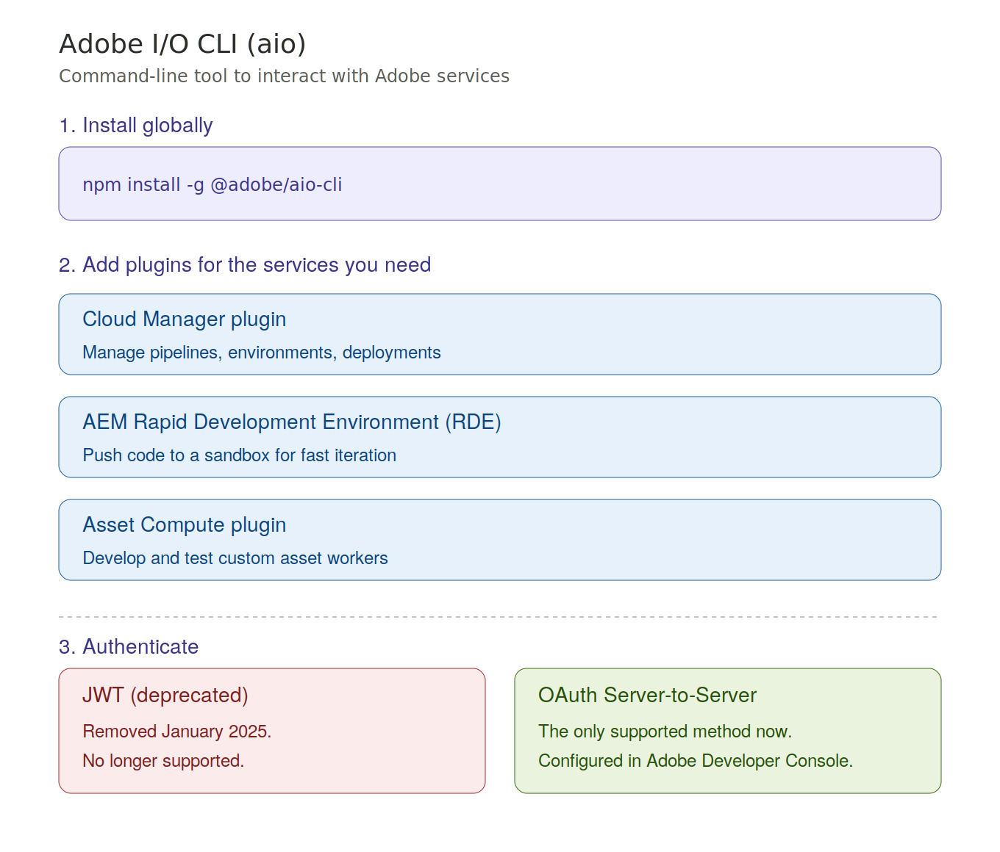 Adobe I/O CLI (aio)
Command-line tool to interact with Adobe services
1. Install globally
npm install -g @adobe/aio-cli
2. Add plugins for the services you need
Cloud Manager plugin
Manage pipelines, environments, deployments
AEM Rapid Development Environment (RDE)
Push code to a sandbox for fast iteration
Asset Compute plugin
Develop and test custom asset workers
3. Authenticate
JWT (deprecated)
Removed January 2025.
No longer supported.
OAuth Server-to-Server
The only supported method now.
Configured in Adobe Developer Console.